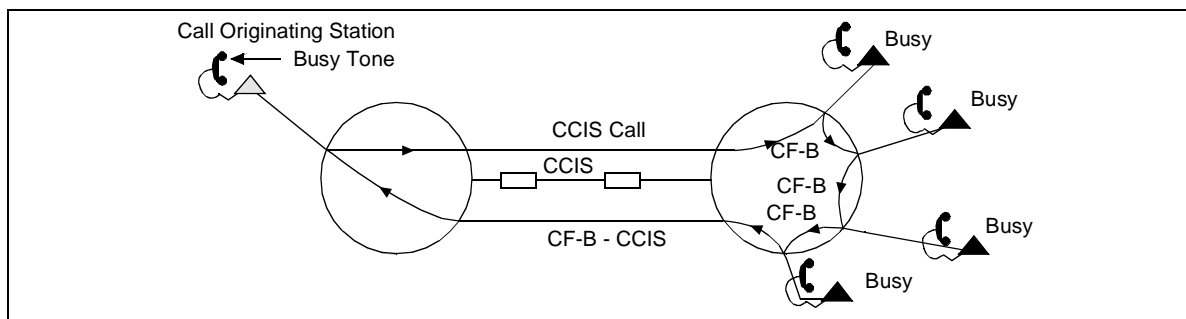 Call Originating Station
Busy Tone
Busy
Busy
CCIS Call
CF-B
CCIS
CF-B
CF-B
Busy
CF-B - CCIS
Busy